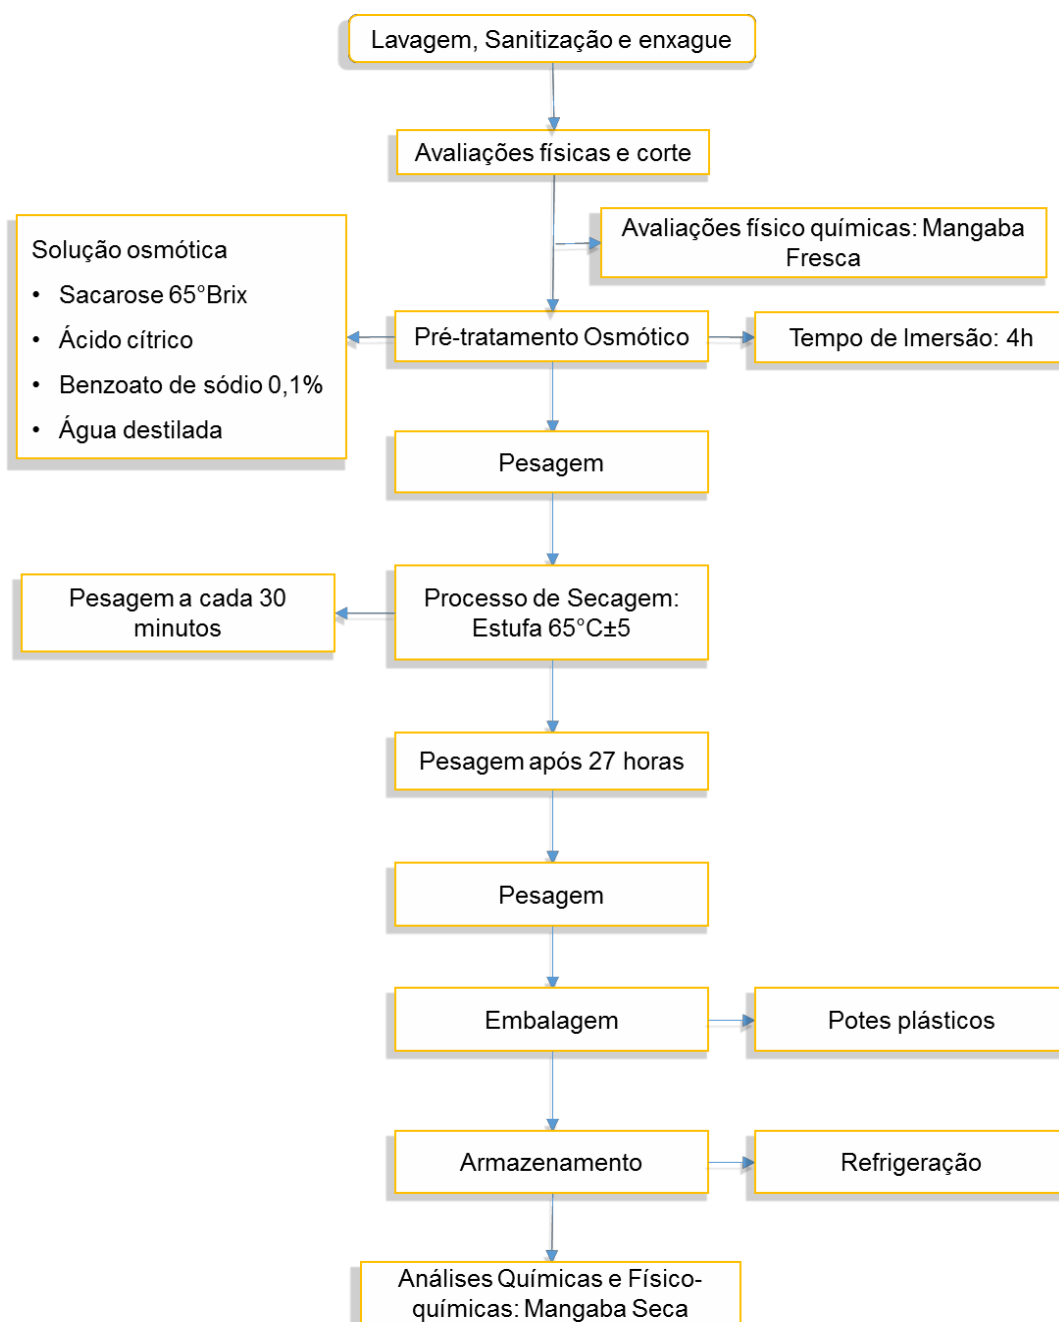 Lavagem, Sanitização e enxague
Avaliações físicas e corte
Avaliações físico químicas: Mangaba
Fresca
Solução osmótica
• Sacarose 65°Brix
• Ácido cítrico
• Benzoato de sódio 0,1%
• Água destilada
Pré-tratamento Osmótico
Tempo de Imersão: 4h
Pesagem
Pesagem a cada 30
minutos
Processo de Secagem:
Estufa 65°C±5
Pesagem após 27 horas
Pesagem
Embalagem
Potes plásticos
Armazenamento
Refrigeração
Análises Químicas e Físico-
químicas: Mangaba Seca